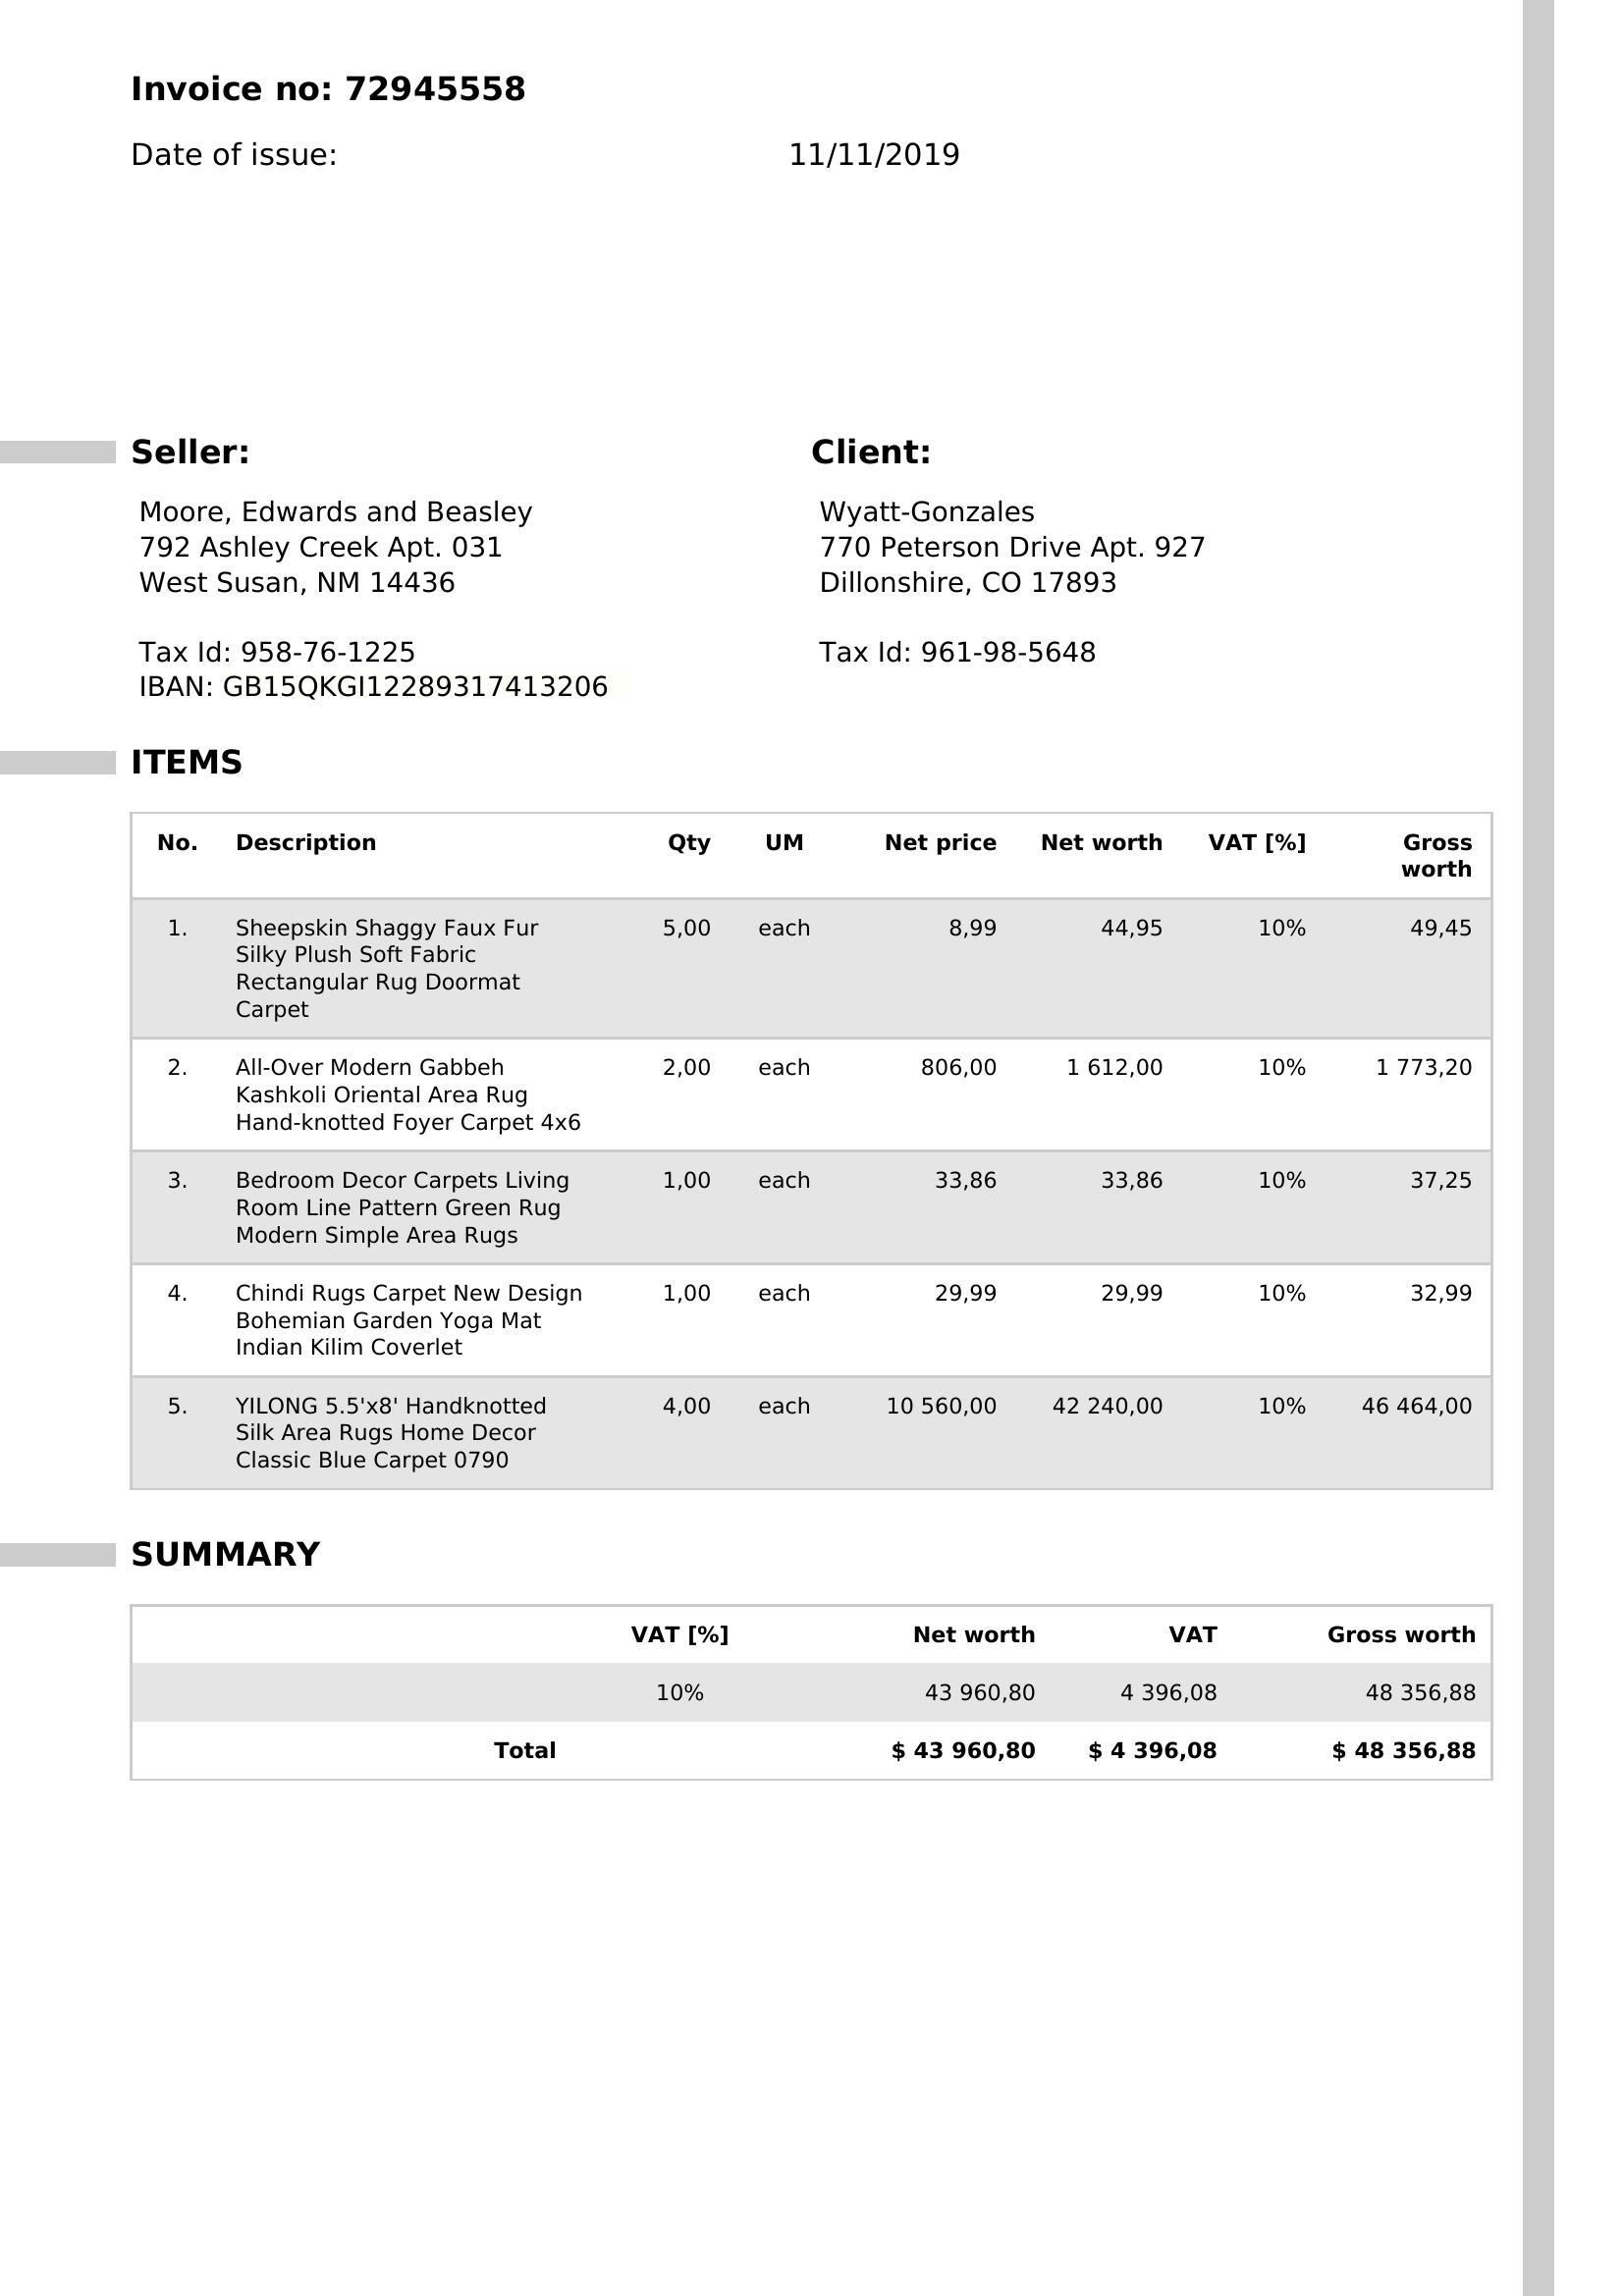 Invoice no: 72945558
Date of issue: 11/11/2019
Seller:
Moore, Edwards and Beasley
792 Ashley Creek Apt. 031
West Susan, NM 14436
Tax Id: 958-76-1225
IBAN: GB15QKGI12289317413206
Client:
Wyatt-Gonzales
770 Peterson Drive Apt. 927
Dillonshire, CO 17893
Tax Id: 961-98-5648
ITEMS
No. Description Qty UM Net price Net worth VAT [%] Gross
worth
1. Sheepskin Shaggy Faux Fur 5,00 each 8,99 44,95 10% 49,45
Silky Plush Soft Fabric
Rectangular Rug Doormat
Carpet
2. All-Over Modern Gabbeh 2,00 each 806,00 1 612,00 10% 1 773,20
Kashkoli Oriental Area Rug
Hand-knotted Foyer Carpet 4x6
3. Bedroom Decor Carpets Living 1,00 each 33,86 33,86 10% 37,25
Room Line Pattern Green Rug
Modern Simple Area Rugs
4. Chindi Rugs Carpet New Design 1,00 each 29,99 29,99 10% 32,99
Bohemian Garden Yoga Mat
Indian Kilim Coverlet
5. YILONG 5.5'x8' Handknotted 4,00 each 10 560,00 42 240,00 10% 46 464,00
Silk Area Rugs Home Decor
Classic Blue Carpet 0790
SUMMARY
VAT [%] Net worth VAT Gross worth
10% 43 960,80 4 396,08 48 356,88
Total $ 43 960,80 $ 4 396,08 $ 48 356,88